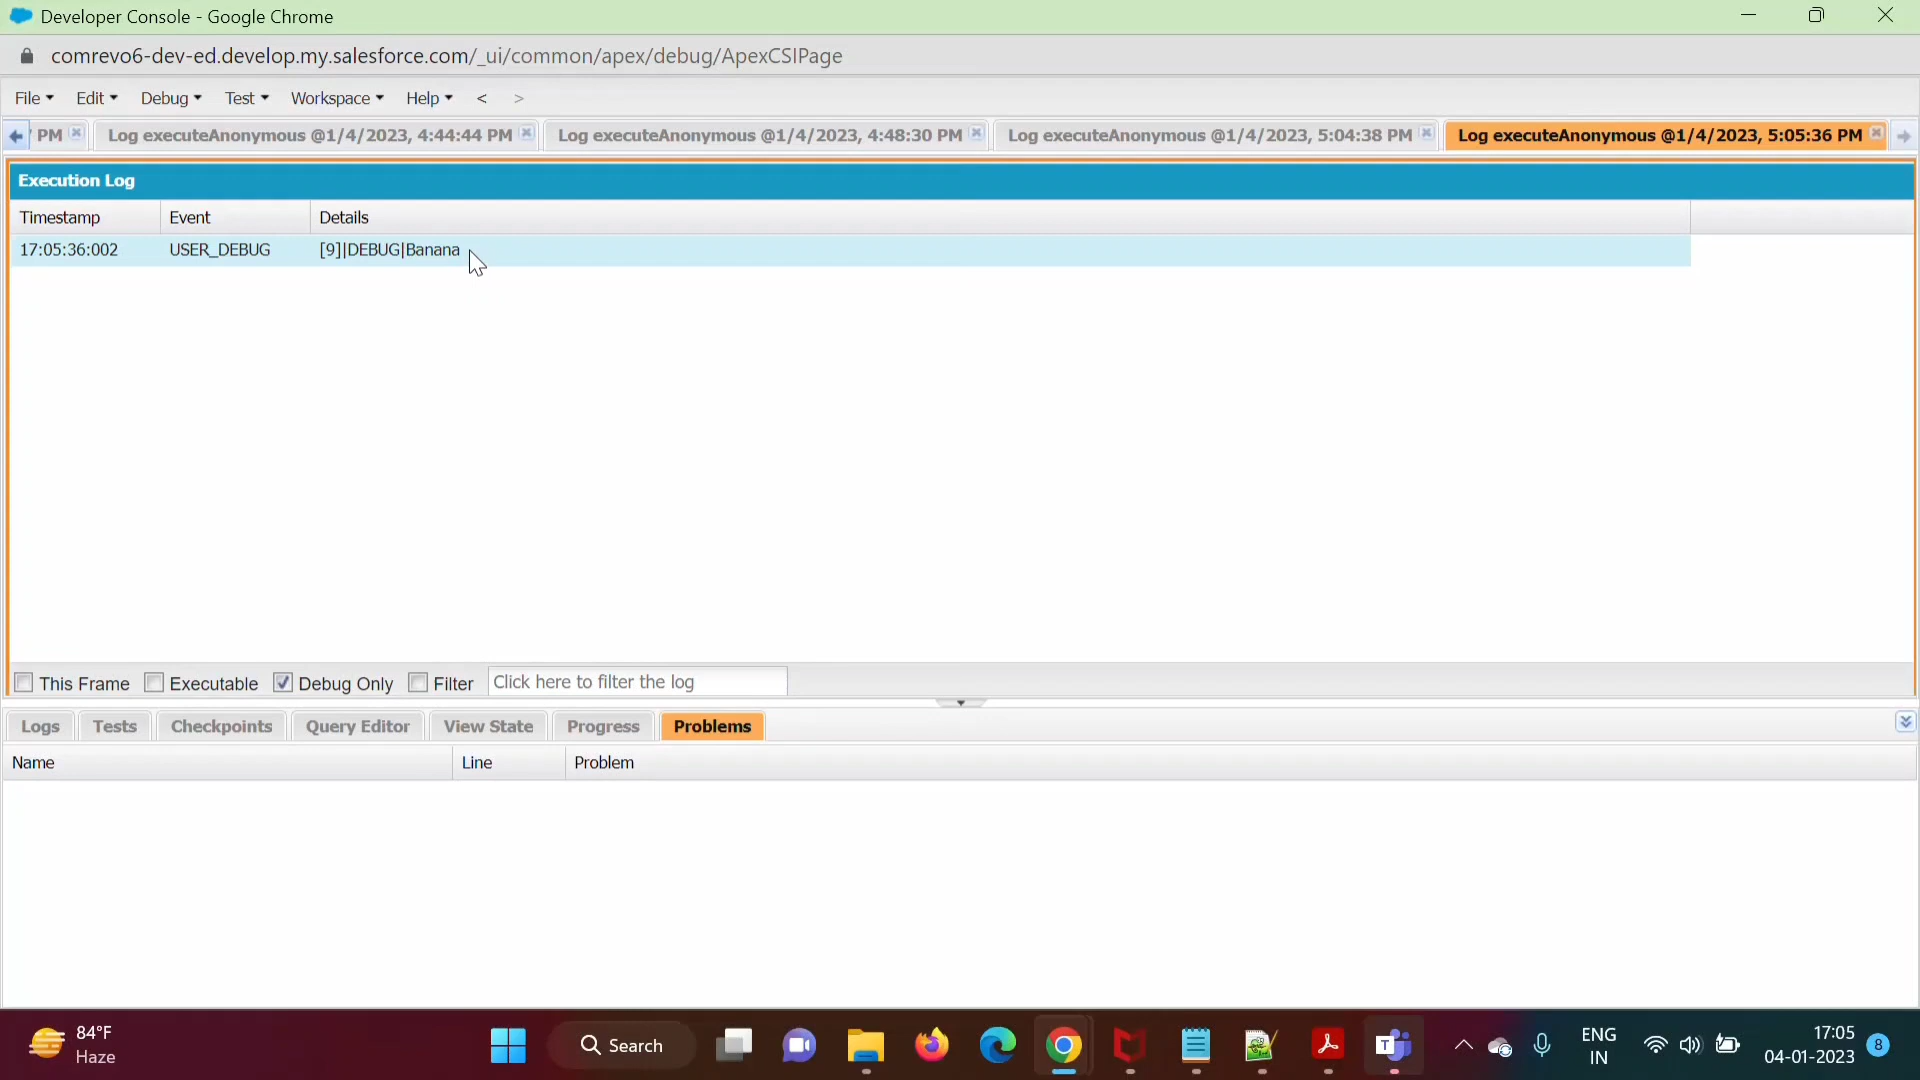 Developer Console - Google Chrome
comrevo6-dev-ed.develop.my.salesforce.com/_ui/common/apex/debug/ApexCSIPage
File Edit Debug Test Workspace Help < >
PM Log executeAnonymous @1/4/2023, 4:44:44 PM Log executeAnonymous @1/4/2023, 4:48:30 PM Log executeAnonymous @1/4/2023, 5:04:38 PM Log executeAnonymous @1/4/2023, 5:05:36 PM
Execution Log
Timestamp Event Details
17:05:36:002 USER_DEBUG [9]|DEBUG|Banana
This Frame Executable Debug Only Filter Click here to filter the log
Logs Tests Checkpoints Query Editor View State Progress Problems
Name Line Problem
84°F
Haze
Search
ENG
IN
17:05
04-01-2023
8